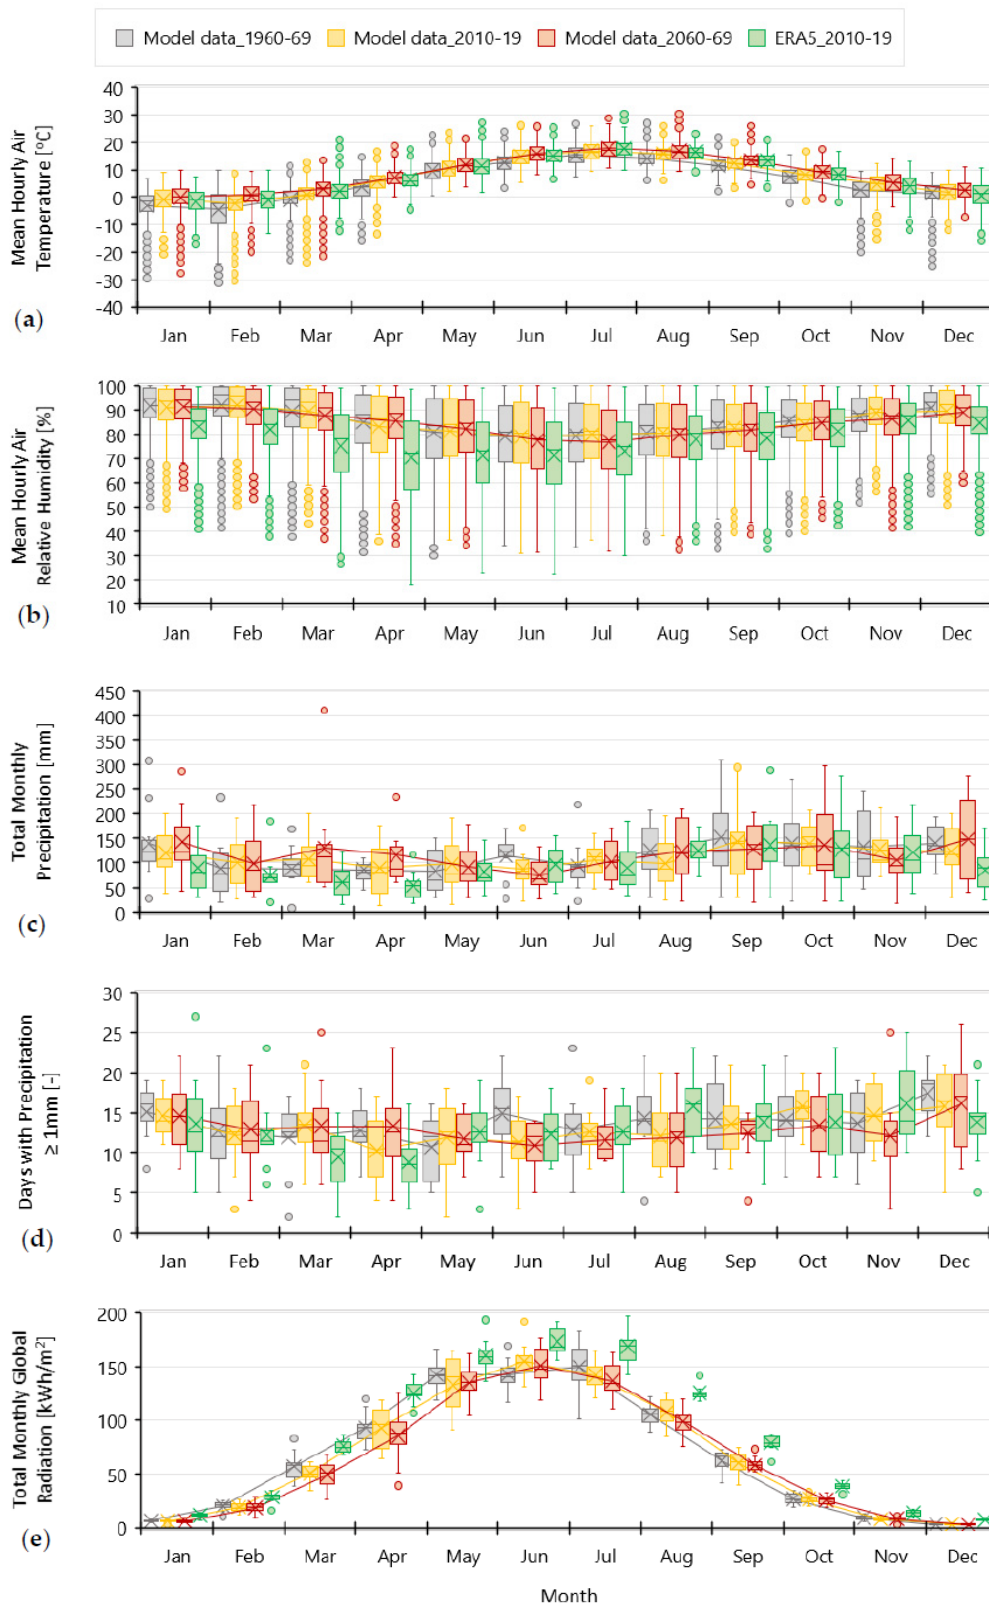 Model data_1960-69 Model data_2010-19 Model data_2060-69 ERA5_2010-19
Mean Hourly Air
Temperature [°C]
40
30
20
10
0
-10
-20
-30
-40
Jan Feb Mar Apr May Jun Jul Aug Sep Oct Nov Dec
(a)
Mean Hourly Air
Relative Humidity [%]
100
90
80
70
60
50
40
30
20
10
Jan Feb Mar Apr May Jun Jul Aug Sep Oct Nov Dec
(b)
Total Monthly
Precipitation [mm]
450
400
350
300
250
200
150
100
50
0
Jan Feb Mar Apr May Jun Jul Aug Sep Oct Nov Dec
(c)
Days with Precipitation
≥ 1mm [-]
30
25
20
15
10
5
0
Jan Feb Mar Apr May Jun Jul Aug Sep Oct Nov Dec
(d)
Total Monthly Global
Radiation [kWh/m²]
200
150
100
50
0
Jan Feb Mar Apr May Jun Jul Aug Sep Oct Nov Dec
(e)
Month